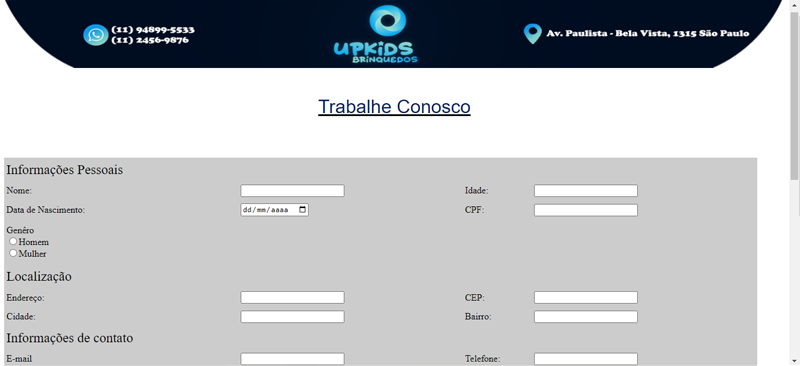 (11) 94899-5533
(11) 2456-9876
UPKiDS
BRINQUEDOS
Av. Paulista - Bela Vista, 1315 São Paulo
Trabalhe Conosco
Informações Pessoais
Nome: Idade:
Data de Nascimento: dd/mm/aaaa CPF:
Genêro
Homem
Mulher
Localização
Endereço: CEP:
Cidade: Bairro:
Informações de contato
E-mail Telefone: